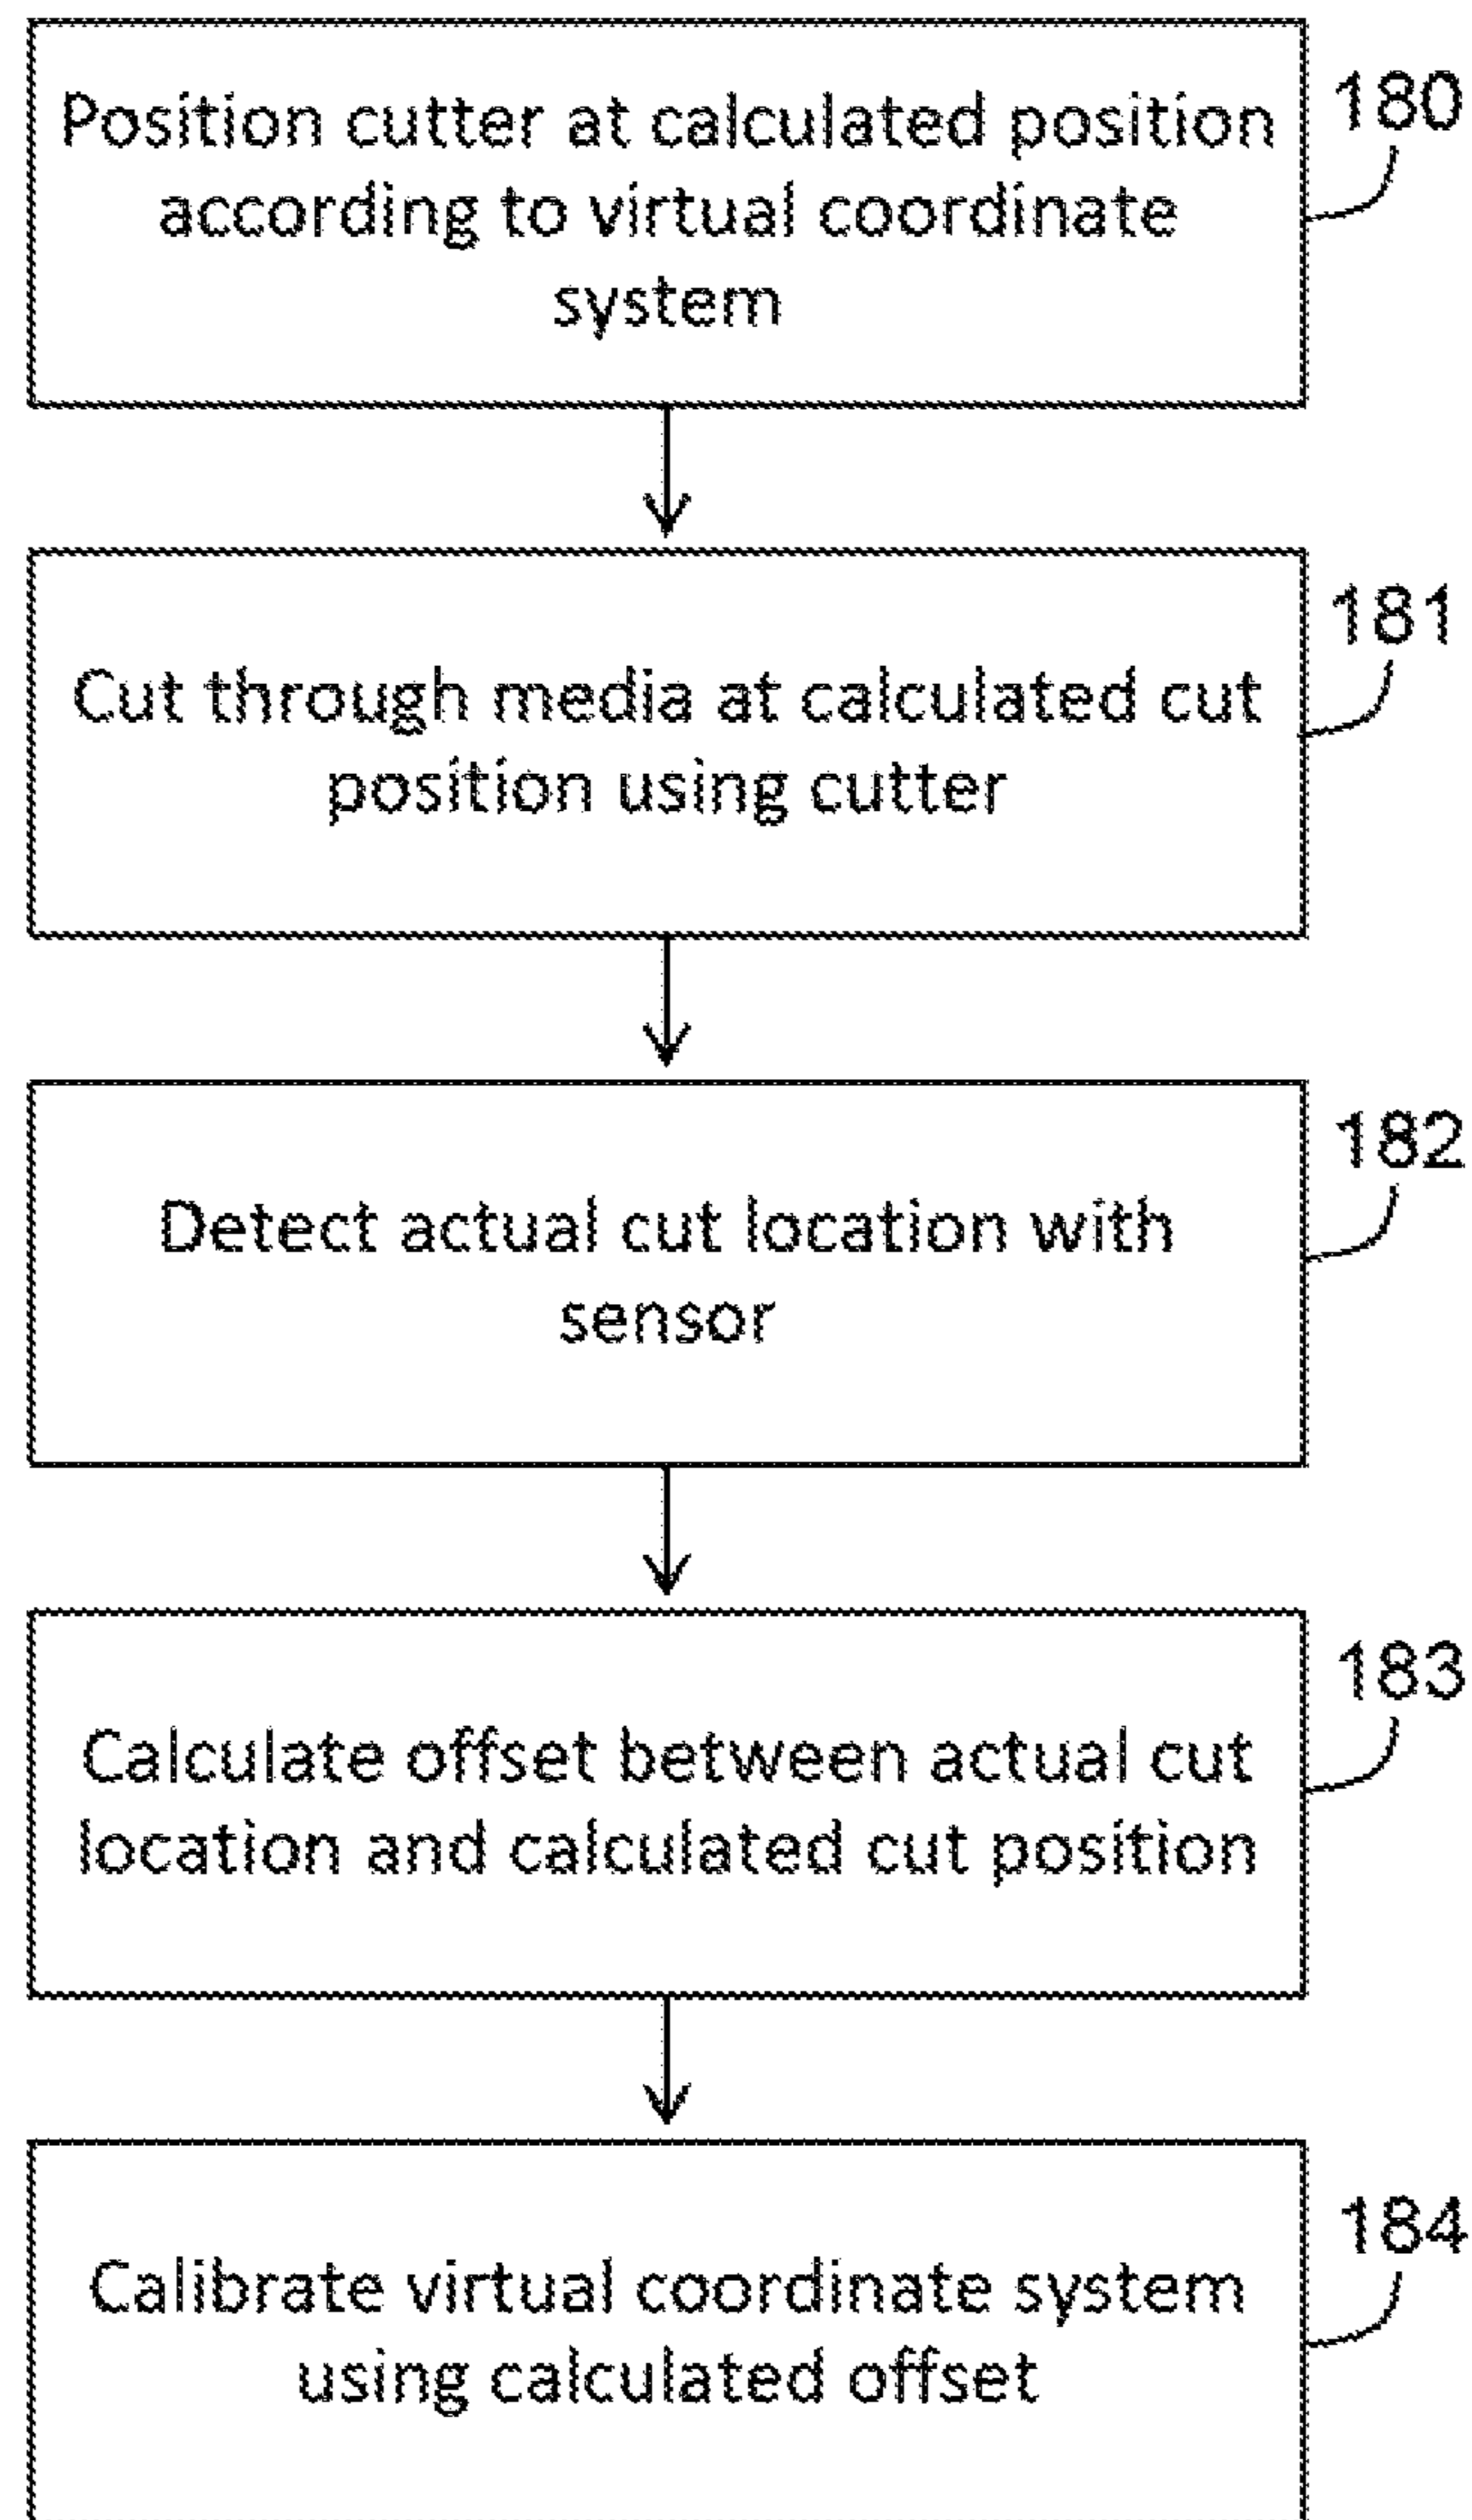 Position cutter at calculated position
according to virtual coordinate
system
180
Cut through media at calculated cut
position using cutter
181
Detect actual cut location with
sensor
182
Calculate offset between actual cut
location and calculated cut position
183
Calibrate virtual coordinate system
using calculated offset
184